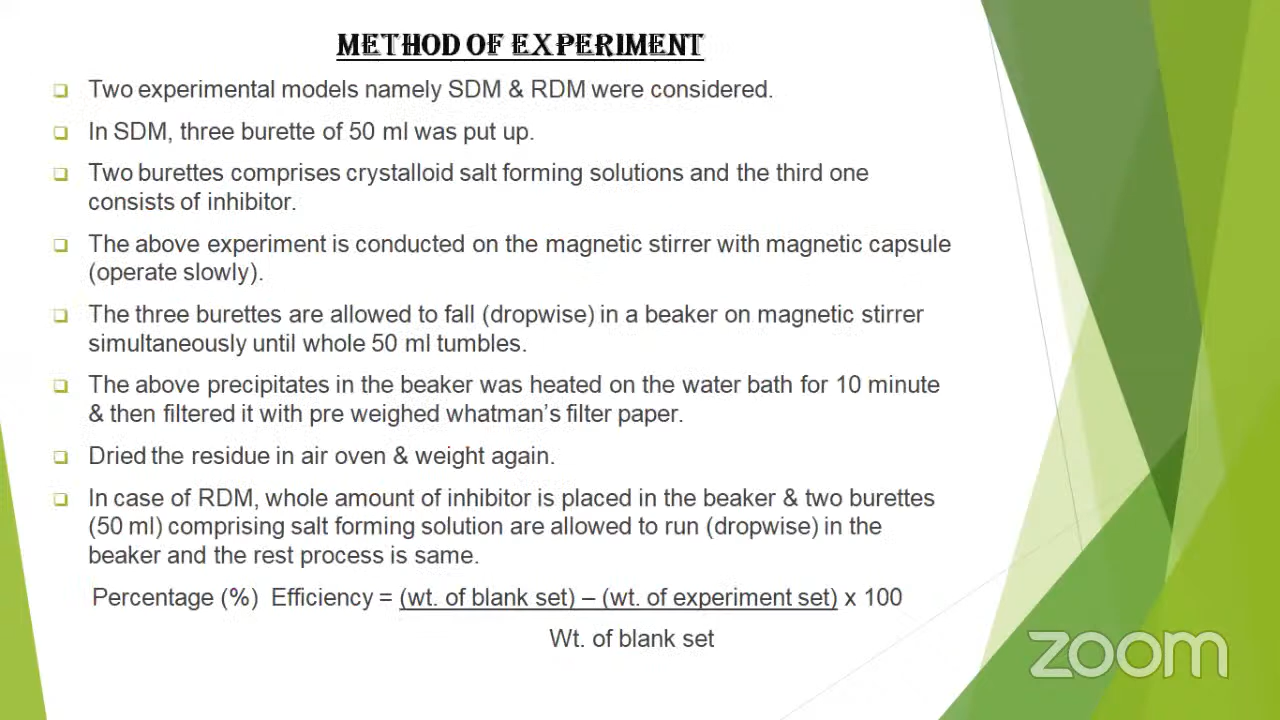 METHOD OF EXPERIMENT
Two experimental models namely SDM & RDM were considered.
In SDM, three burette of 50 ml was put up.
Two burettes comprises crystalloid salt forming solutions and the third one
consists of inhibitor.
The above experiment is conducted on the magnetic stirrer with magnetic capsule
(operate slowly).
The three burettes are allowed to fall (dropwise) in a beaker on magnetic stirrer
simultaneously until whole 50 ml tumbles.
The above precipitates in the beaker was heated on the water bath for 10 minute
& then filtered it with pre weighed whatman's filter paper.
Dried the residue in air oven & weight again.
In case of RDM, whole amount of inhibitor is placed in the beaker & two burettes
(50 ml) comprising salt forming solution are allowed to run (dropwise) in the
beaker and the rest process is same.
Percentage (%) Efficiency = (wt. of blank set) – (wt. of experiment set) x 100
Wt. of blank set
zoom